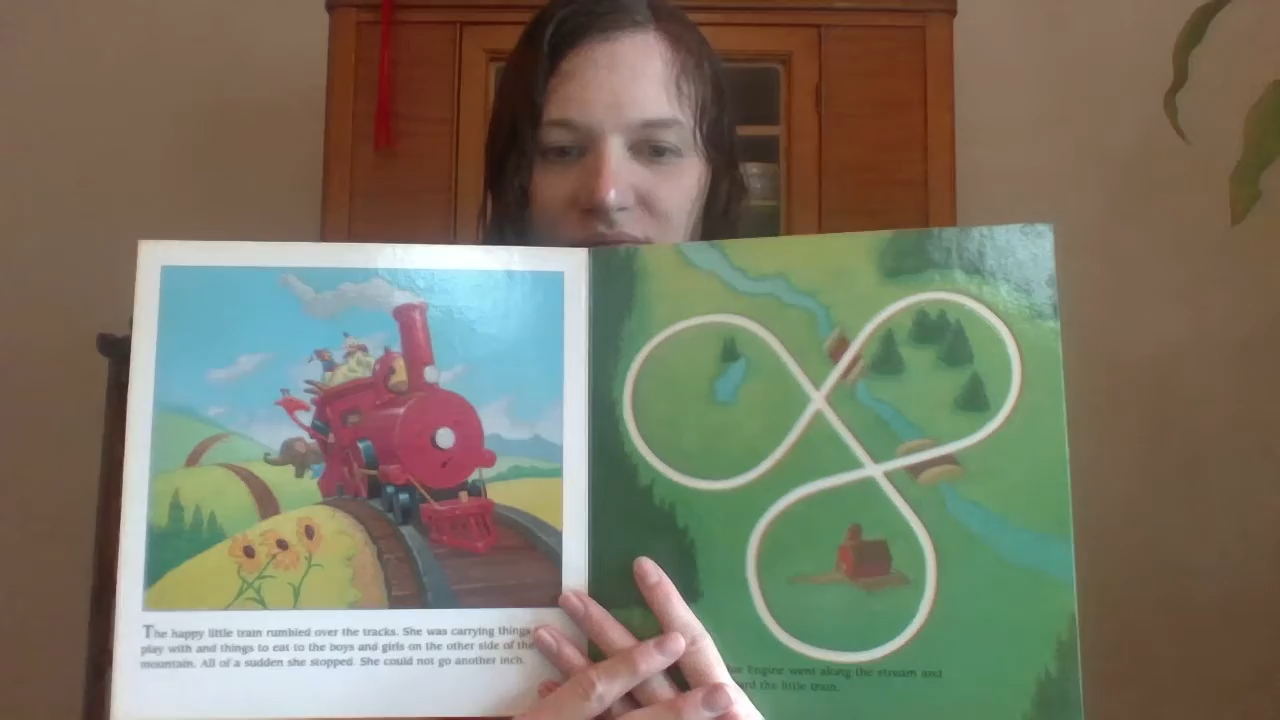 The happy little train rumbled over the tracks. She was carrying things
play with and things to eat to the boys and girls on the other side of the
mountain. All of a sudden she stopped. She could not go another inch.
Engine went along the stream and
the little train.